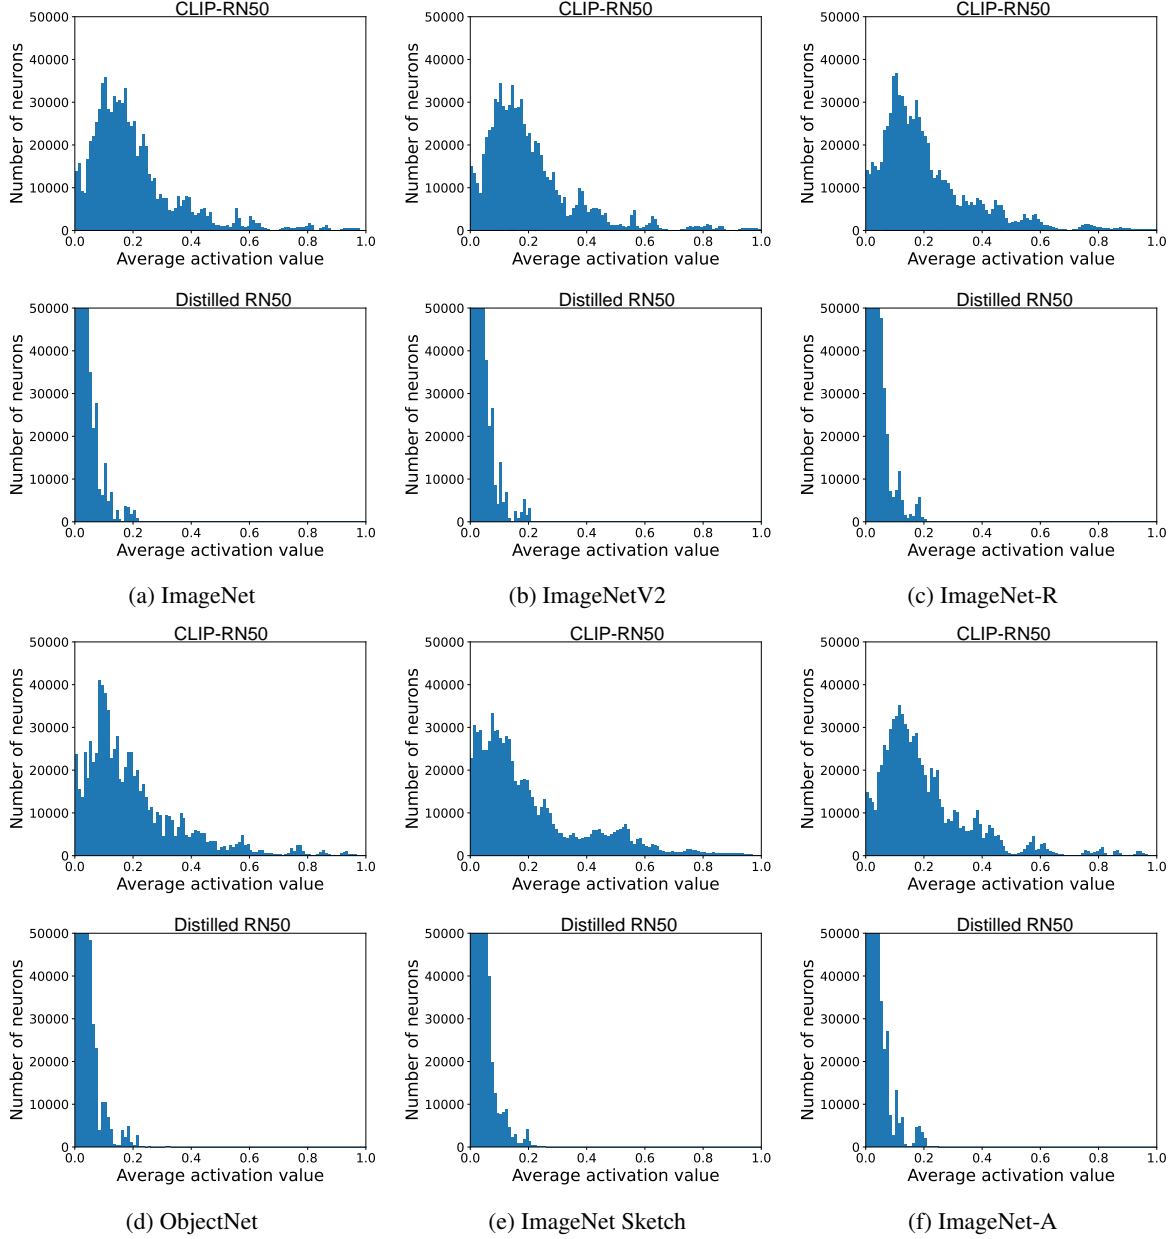 CLIP-RN50 CLIP-RN50 CLIP-RN50
50000 50000 50000
40000 40000 40000
30000 30000 30000
20000 20000 20000
10000 10000 10000
0 0 0
Number of neurons Number of neurons Number of neurons
0.0 0.2 0.4 0.6 0.8 1.0 0.0 0.2 0.4 0.6 0.8 1.0 0.0 0.2 0.4 0.6 0.8 1.0
Average activation value Average activation value Average activation value
Distilled RN50 Distilled RN50 Distilled RN50
50000 50000 50000
40000 40000 40000
30000 30000 30000
20000 20000 20000
10000 10000 10000
0 0 0
Number of neurons Number of neurons Number of neurons
0.0 0.2 0.4 0.6 0.8 1.0 0.0 0.2 0.4 0.6 0.8 1.0 0.0 0.2 0.4 0.6 0.8 1.0
Average activation value Average activation value Average activation value
(a) ImageNet (b) ImageNetV2 (c) ImageNet-R
CLIP-RN50 CLIP-RN50 CLIP-RN50
50000 50000 50000
40000 40000 40000
30000 30000 30000
20000 20000 20000
10000 10000 10000
0 0 0
Number of neurons Number of neurons Number of neurons
0.0 0.2 0.4 0.6 0.8 1.0 0.0 0.2 0.4 0.6 0.8 1.0 0.0 0.2 0.4 0.6 0.8 1.0
Average activation value Average activation value Average activation value
Distilled RN50 Distilled RN50 Distilled RN50
50000 50000 50000
40000 40000 40000
30000 30000 30000
20000 20000 20000
10000 10000 10000
0 0 0
Number of neurons Number of neurons Number of neurons
0.0 0.2 0.4 0.6 0.8 1.0 0.0 0.2 0.4 0.6 0.8 1.0 0.0 0.2 0.4 0.6 0.8 1.0
Average activation value Average activation value Average activation value
(d) ObjectNet (e) ImageNet Sketch (f) ImageNet-A